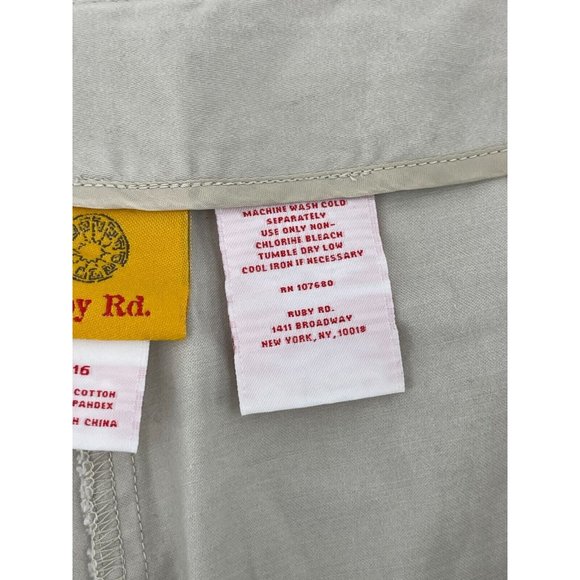 y Rd.
16
COTTON
PANDEX
H CHINA
MACHINE WASH COLD
SEPARATELY
USE ONLY NON-
CHLORINE BLEACH
TUMBLE DRY LOW
COOL IRON IF NECESSARY
RN 107680
RUBY RD.
1411 BROADWAY
NEW YORK, NY, 10018